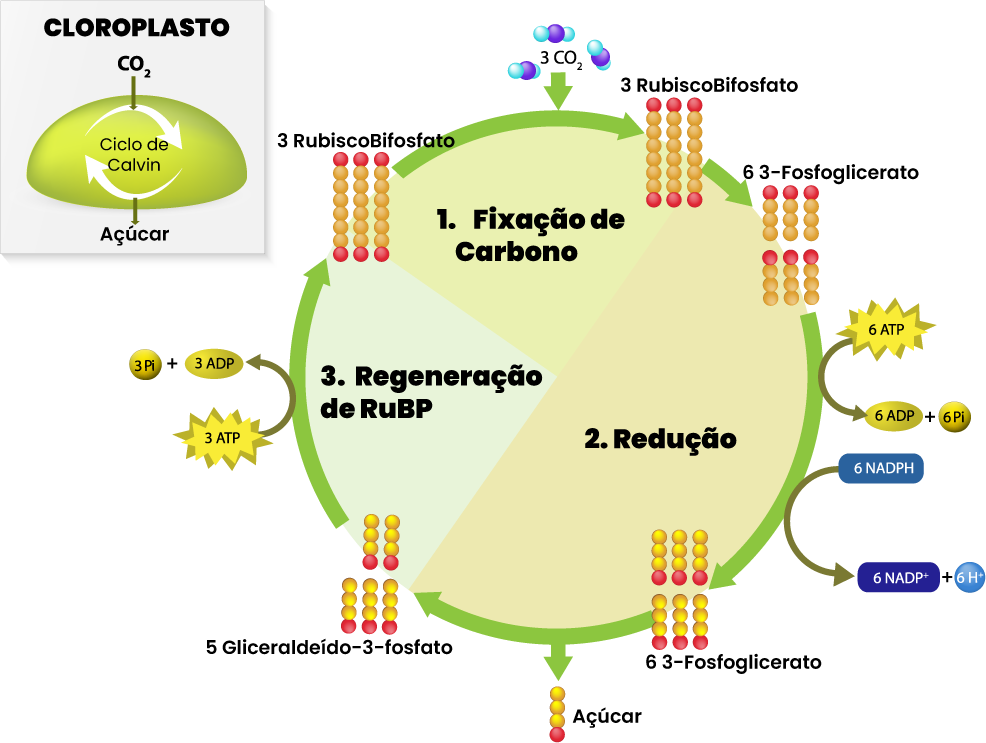 CLOROPLASTO
CO₂
Ciclo de
Calvin
Açúcar
3 CO₂
3 RubiscoBifosfato
3 RubiscoBifosfato
6 3-Fosfoglicerato
1. Fixação de
Carbono
6 ATP
6 ADP + 6 Pi
3 Pi + 3 ADP
3 ATP
3. Regeneração
de RuBP
2. Redução
6 NADPH
6 NADP⁺ + 6 H⁺
5 Gliceraldeído-3-fosfato
6 3-Fosfoglicerato
Açúcar